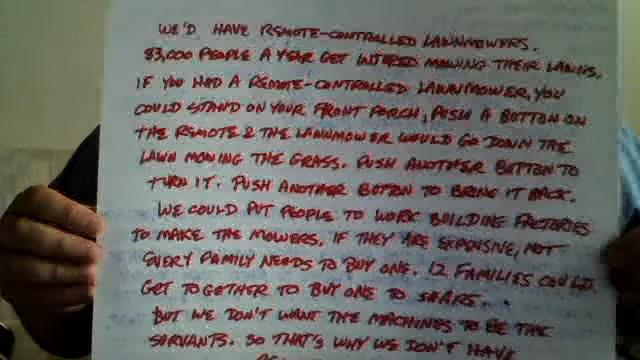 WE'D HAVE REMOTE-CONTROLLED LAWNMOWERS.
83,000 PEOPLE A YEAR GET INJERED MOWING THEIR LAWNS.
IF YOU HAD A REMOTE-CONTROLLED LAWNMOWER, YOU
COULD STAND ON YOUR FRONT PORCH, PUSH A BUTTON ON
THE REMOTE & THE LAWNMOWER WOULD GO DOWN THE
LAWN MOWING THE GRASS. PUSH ANOTHER BUTTON TO
TURN IT. PUSH ANOTHER BUTTON TO BRING IT BACK.
WE COULD PUT PEOPLE TO WORK BUILDING FACTORIES
TO MAKE THE MOWERS. IF THEY ARE EXPENSIVE, NOT
EVERY FAMILY NEEDS TO BUY ONE. 12 FAMILIES COULD
GET TOGETHER TO BUY ONE TO SHARE.
BUT WE DON'T WANT THE MACHINES TO BE THE
SERVANTS. SO THAT'S WHY WE DON'T HAVE